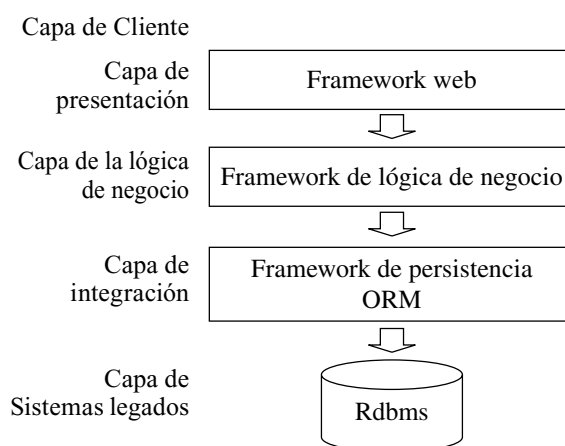 Capa de Cliente
Capa de
presentación
Framework web
Capa de la lógica
de negocio
Framework de lógica de negocio
Capa de
integración
Framework de persistencia
ORM
Capa de
Sistemas legados
Rdbms